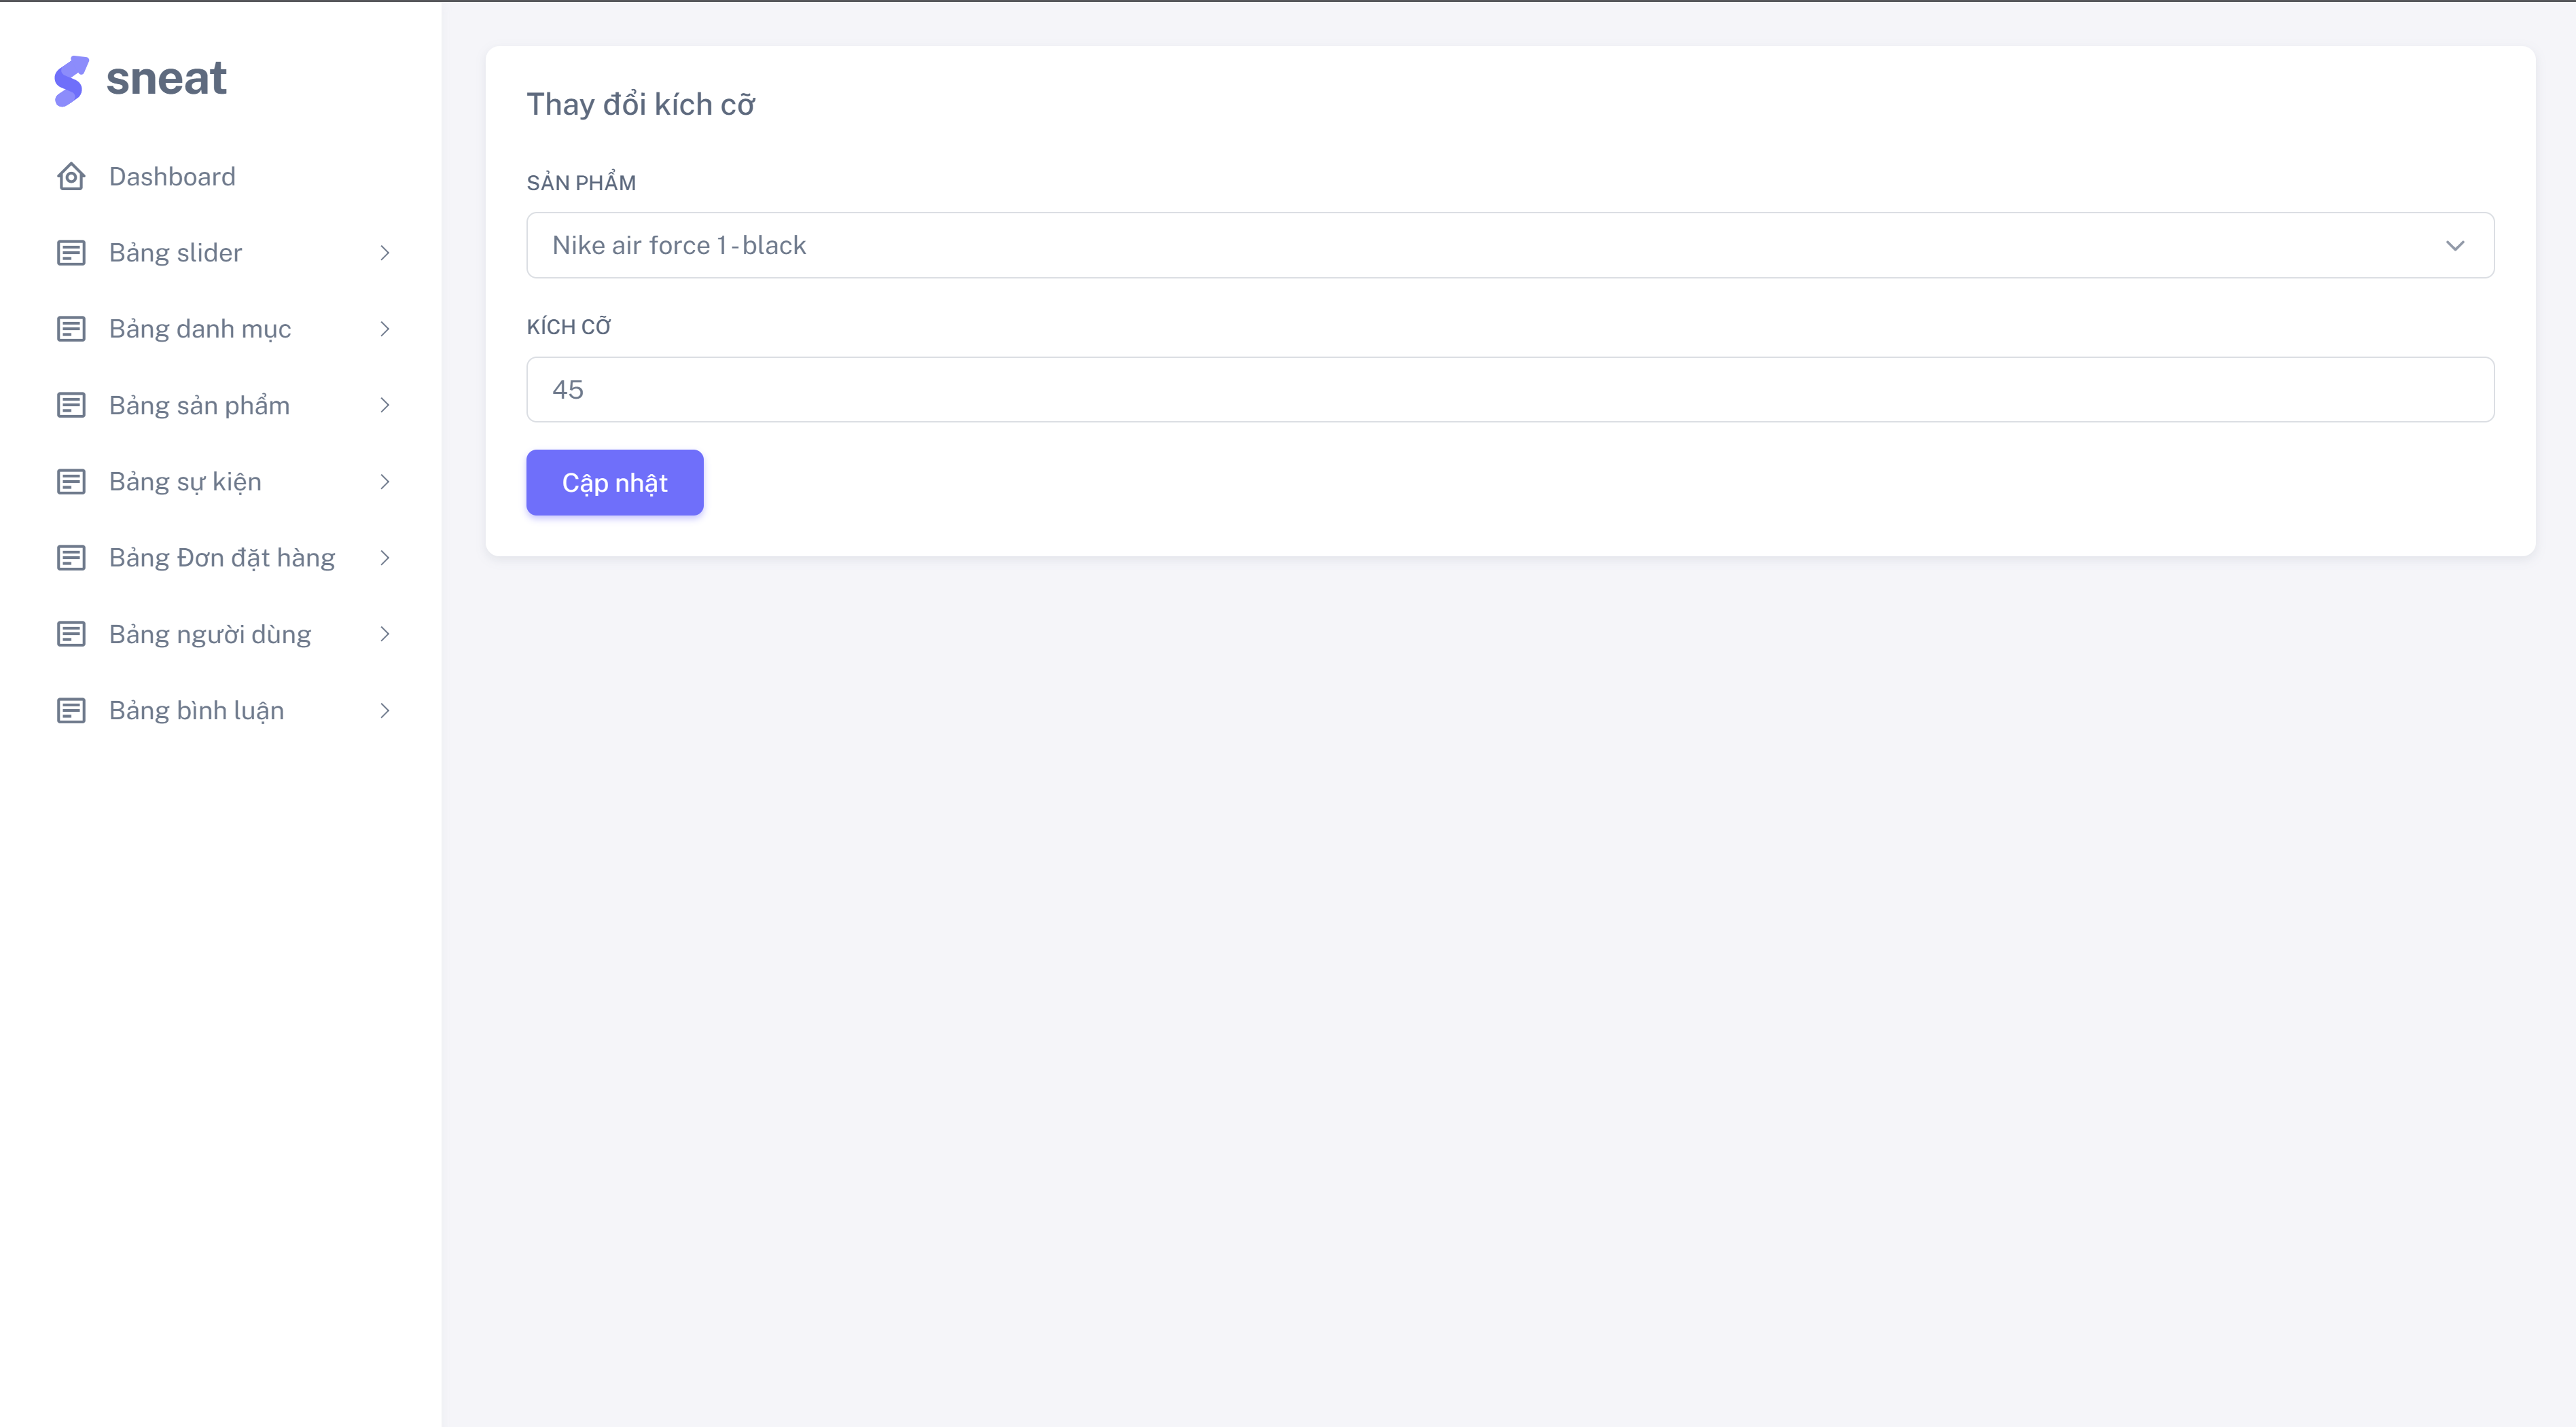 sneat
Dashboard
Bảng slider
Bảng danh mục
Bảng sản phẩm
Bảng sự kiện
Bảng Đơn đặt hàng
Bảng người dùng
Bảng bình luận
Thay đổi kích cỡ
SẢN PHẨM
Nike air force 1 - black
KÍCH CỠ
45
Cập nhật